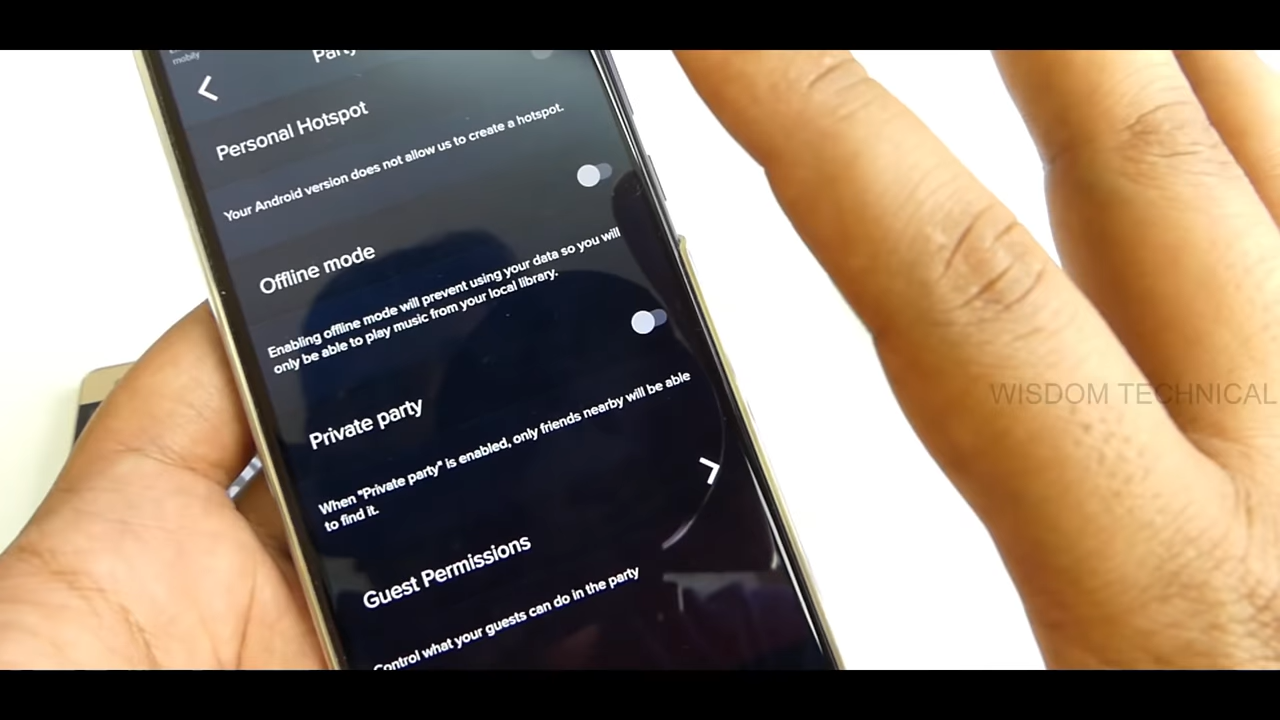 mobily
Party
Personal Hotspot
Your Android version does not allow us to create a hotspot.
Offline mode
Enabling offline mode will prevent using your data so you will
only be able to play music from your local library.
Private party
When "Private party" is enabled, only friends nearby will be able
to find it.
Guest Permissions
Control what your guests can do in the party
WISDOM TECHNICAL